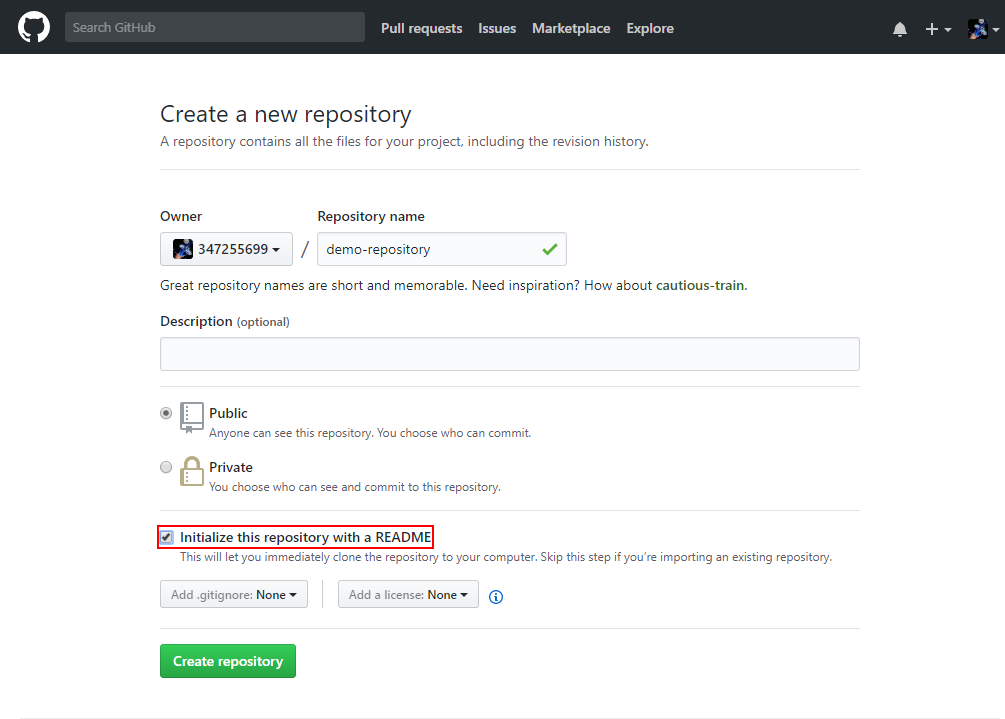 Search GitHub
Pull requests Issues Marketplace Explore
Create a new repository
A repository contains all the files for your project, including the revision history.
Owner Repository name
347255699 / demo-repository
Great repository names are short and memorable. Need inspiration? How about cautious-train.
Description (optional)
Public
Anyone can see this repository. You choose who can commit.
Private
You choose who can see and commit to this repository.
Initialize this repository with a README
This will let you immediately clone the repository to your computer. Skip this step if you’re importing an existing repository.
Add .gitignore: None Add a license: None
Create repository